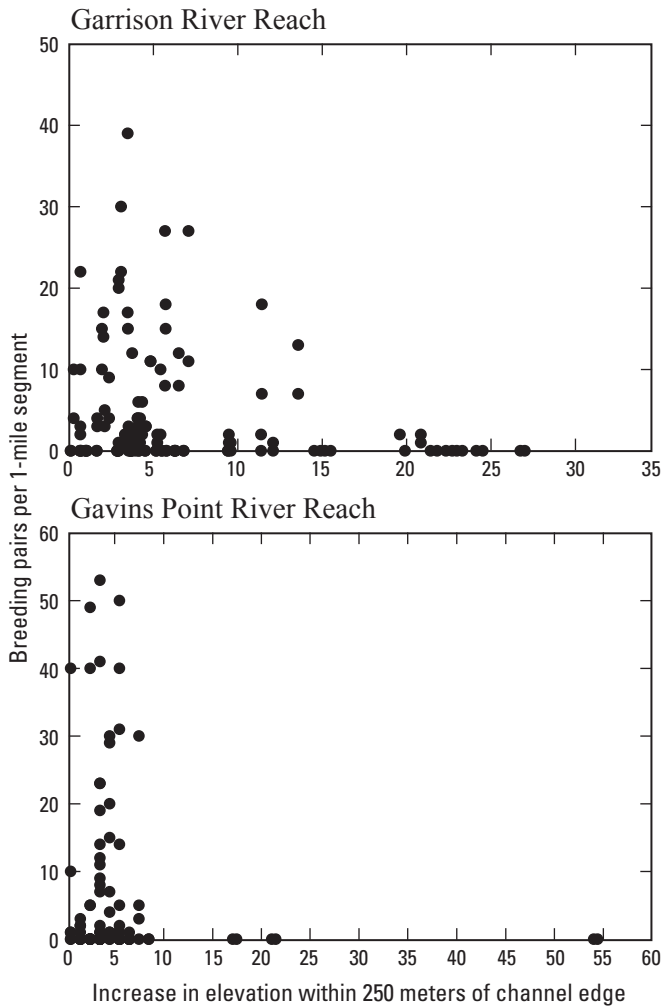 Garrison River Reach
50
40
30
20
10
0
0 5 10 15 20 25 30 35
Breeding pairs per 1-mile segment
Gavins Point River Reach
60
50
40
30
20
10
0
0 5 10 15 20 25 30 35 40 45 50 55 60
Increase in elevation within 250 meters of channel edge